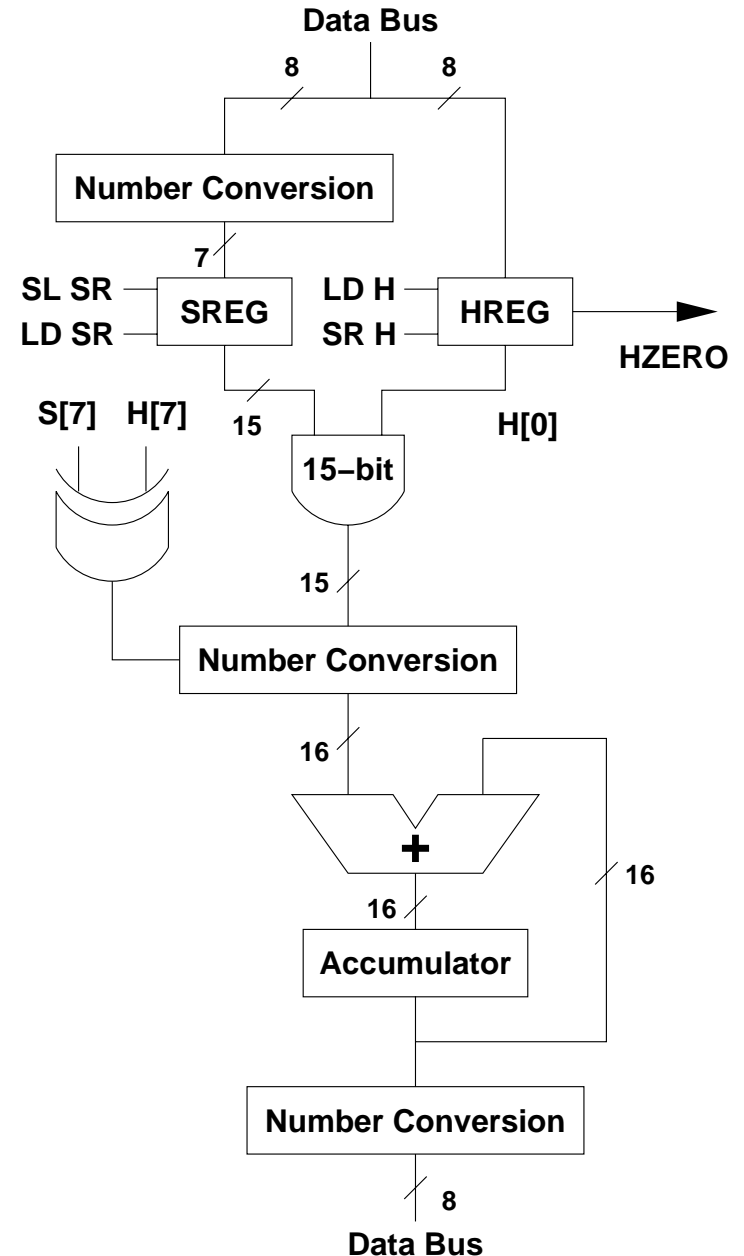 Data Bus
8 8
Number Conversion
7
SL SR LD H
SREG HREG
LD SR SR H
HZERO
S[7] H[7] 15 H[0]
15–bit
15
Number Conversion
16
+
16
16
Accumulator
Number Conversion
8
Data Bus